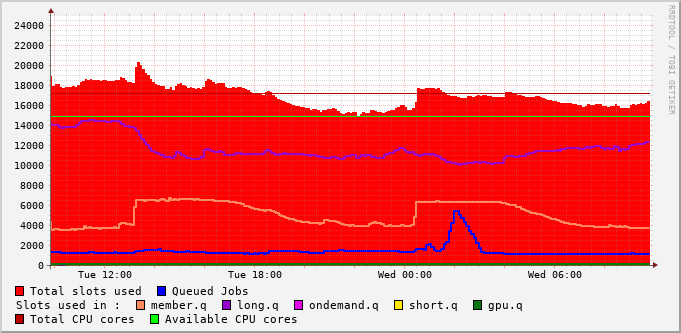 24000
22000
20000
18000
16000
14000
12000
10000
8000
6000
4000
2000
0
Tue 12:00 Tue 18:00 Wed 00:00 Wed 06:00
RRDTOOL / TOBI OETIKER
Total slots used Queued Jobs
Slots used in : member.q long.q ondemand.q short.q gpu.q
Total CPU cores Available CPU cores